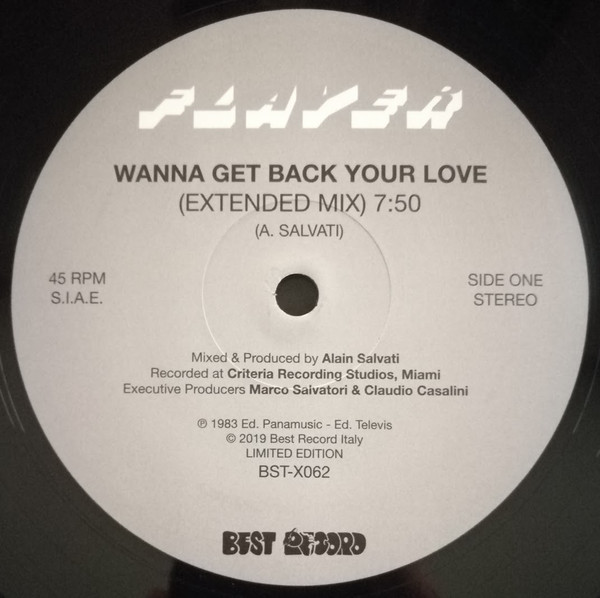 FLAYER
WANNA GET BACK YOUR LOVE
(EXTENDED MIX) 7:50
(A. SALVATI)
45 RPM
S.I.A.E.
SIDE ONE
STEREO
Mixed & Produced by Alain Salvati
Recorded at Criteria Recording Studios, Miami
Executive Producers Marco Salvatori & Claudio Casalini
℗ 1983 Ed. Panamusic - Ed. Televis
© 2019 Best Record Italy
LIMITED EDITION
BST-X062
BEST RECORD